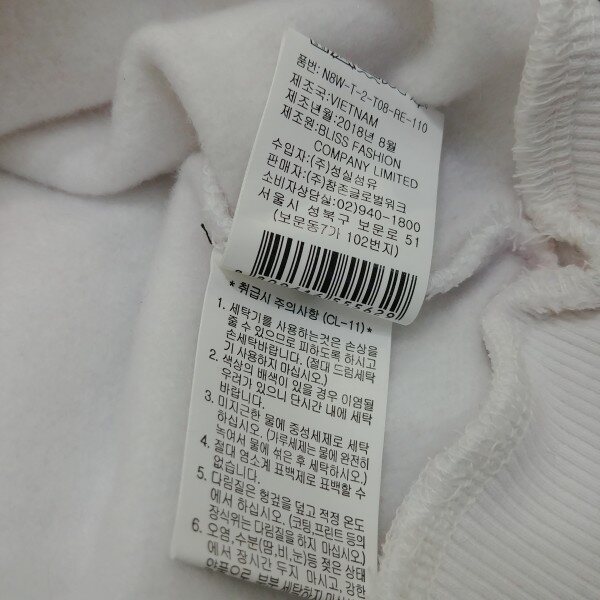 품번: N8W-T-2-T08-RE-110
제조국:VIETNAM
제조년월:2018년 8월
제조원:BLISS FASHION
COMPANY LIMITED
수입자:(주)성실섬유
판매자:(주)참존글로벌워크
소비자상담실:02)940-1800
서울시 성북구 보문로 51
(보문동7가 102번지)
* 취급시 주의사항 (CL-11)*
1. 세탁기를 사용하는것은 손상을
줄 수 있으므로 피하도록 하시고
손세탁바랍니다. (절대 드럼세탁
기 사용하지 마십시오.)
2. 색상의 배색이 있을 경우 이염될
우려가 있으니 단시간 내에 세탁
바랍니다.
3. 미지근한 물에 중성세제로 세탁
하십시오. (가루세제는 물에 완전히
녹여서 물에 섞은 후 세탁하시오.)
4. 절대 염소계 표백제로 표백할 수
없습니다.
5. 다림질은 헝겊을 덮고 적정 온도
에서 하십시오. (코팅,프린트 등의
장식위는 다림질을 하지 마십시오)
6. 오염,수분(땀,비,눈)등 젖은 상태
에서 장시간 두지 마시고, 강한